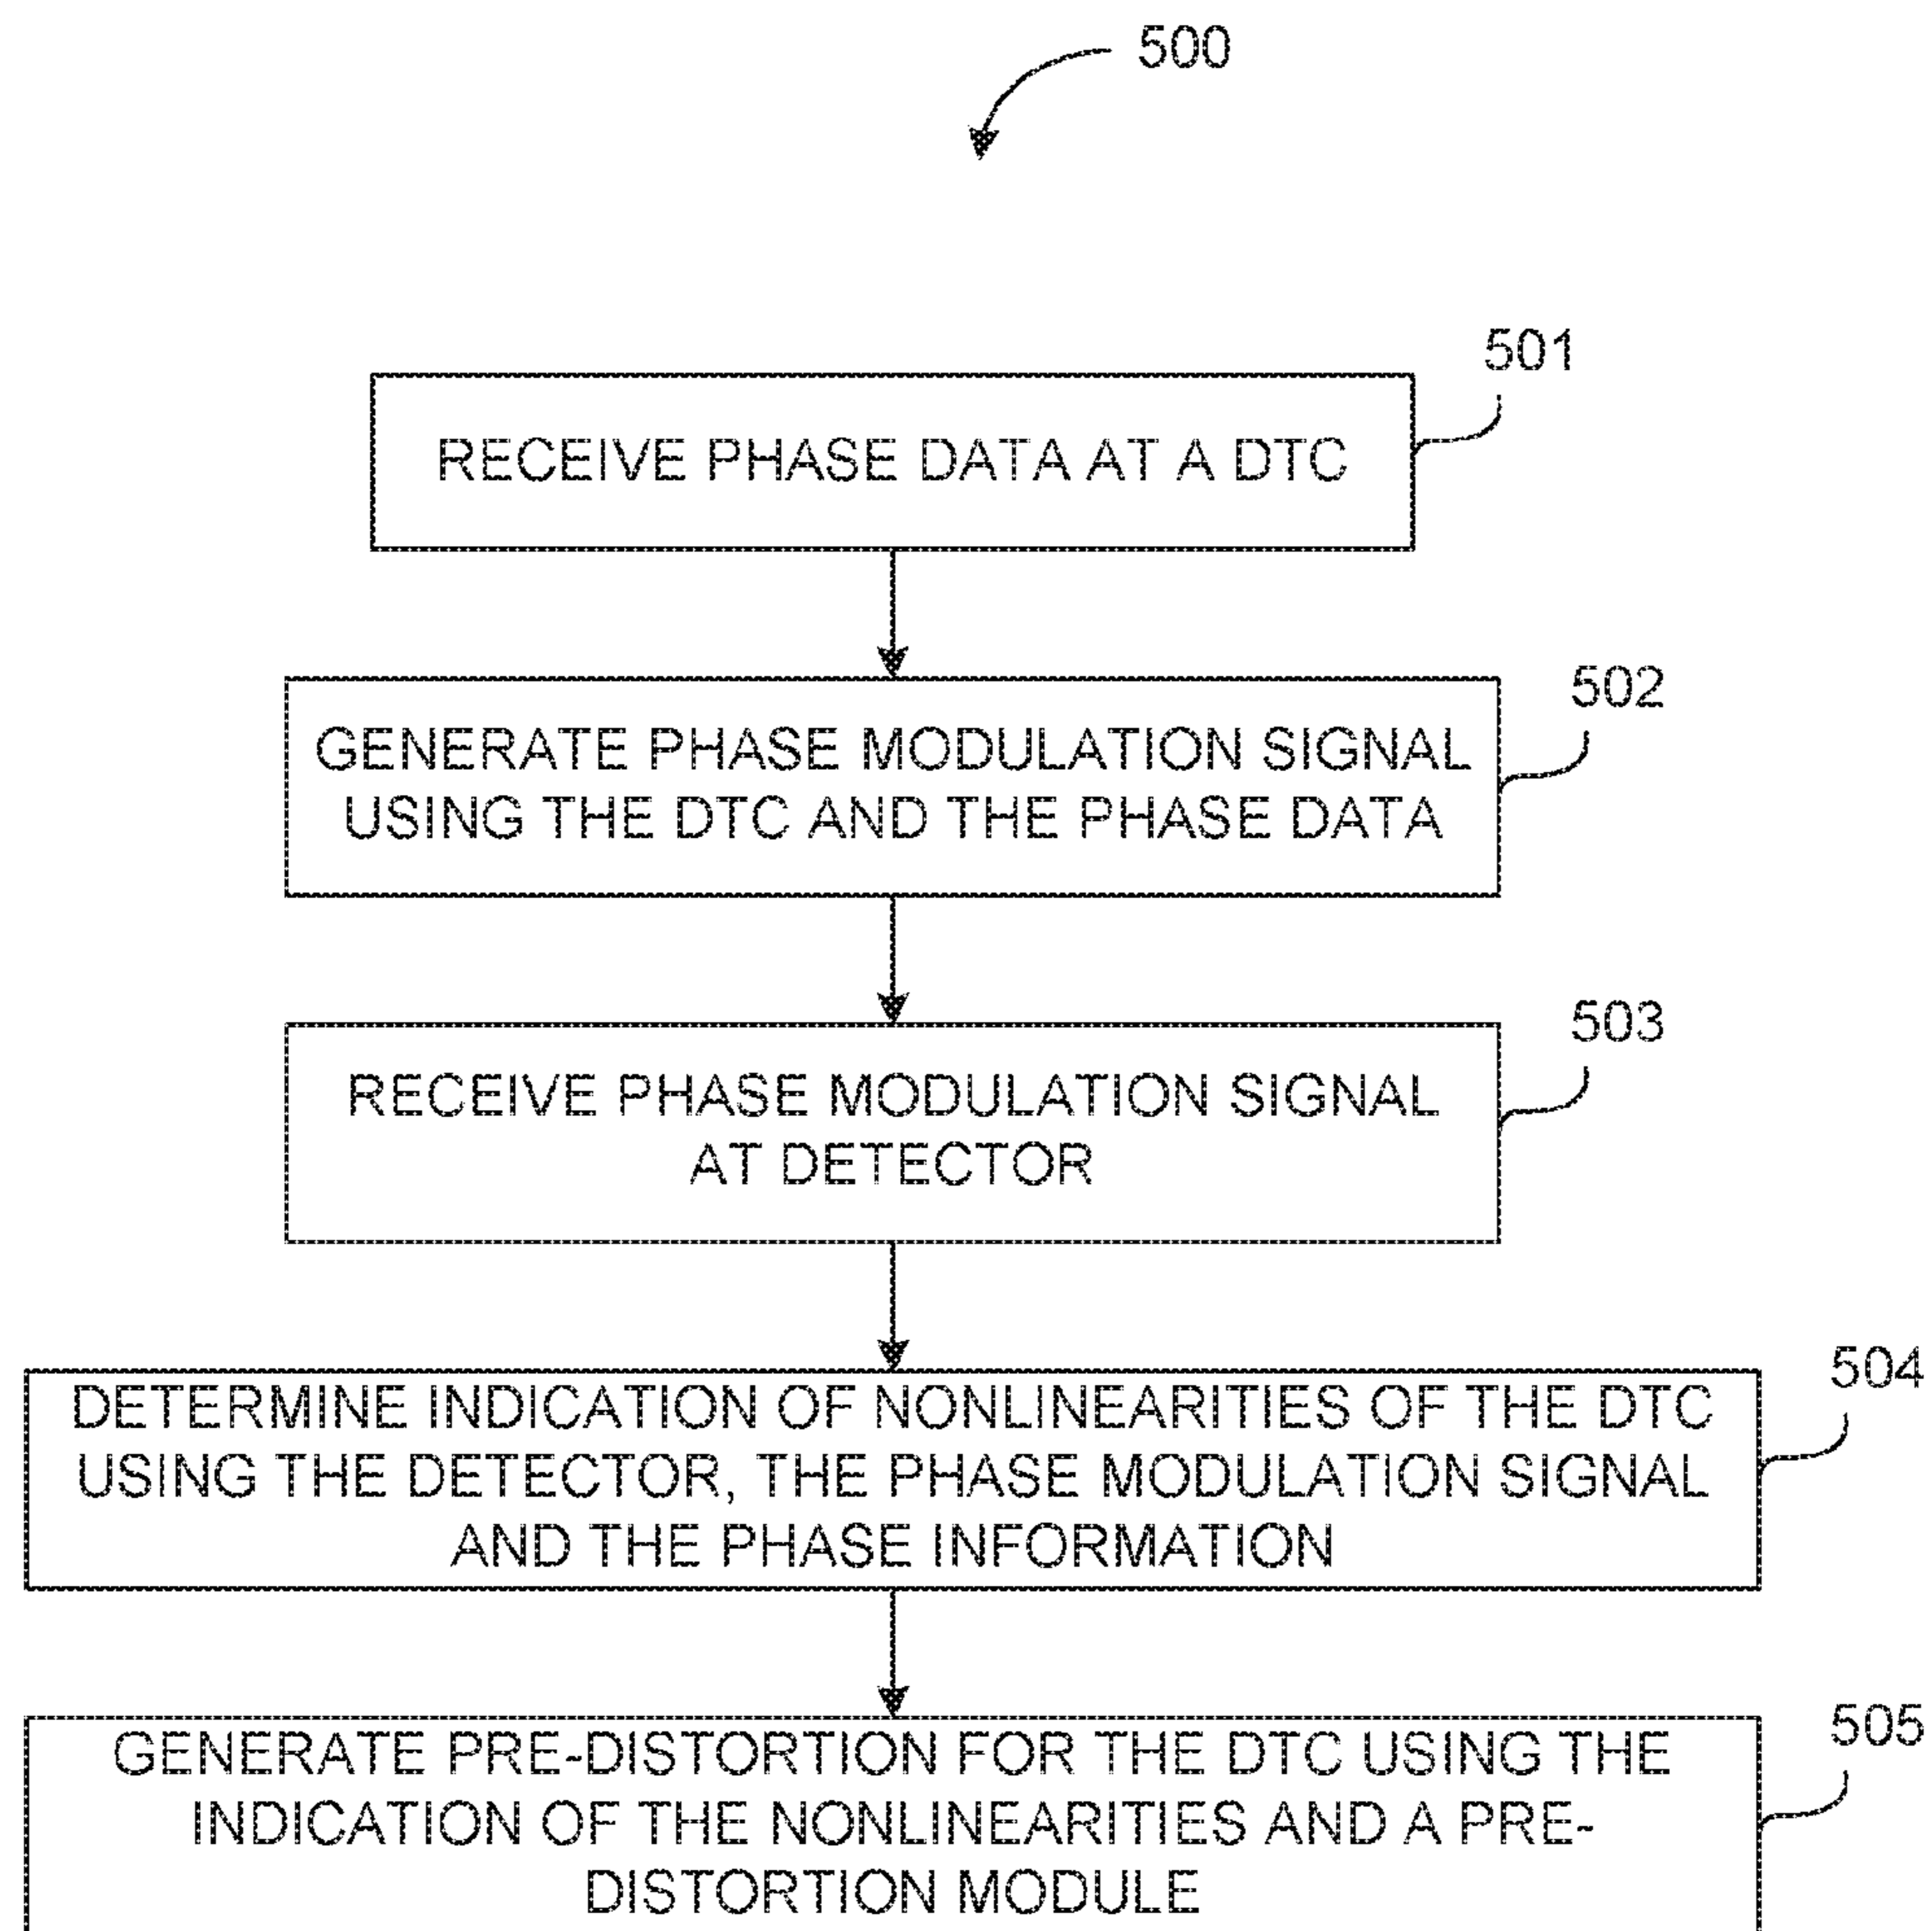 500
501
RECEIVE PHASE DATA AT A DTC
502
GENERATE PHASE MODULATION SIGNAL
USING THE DTC AND THE PHASE DATA
503
RECEIVE PHASE MODULATION SIGNAL
AT DETECTOR
504
DETERMINE INDICATION OF NONLINEARITIES OF THE DTC
USING THE DETECTOR, THE PHASE MODULATION SIGNAL
AND THE PHASE INFORMATION
505
GENERATE PRE-DISTORTION FOR THE DTC USING THE
INDICATION OF THE NONLINEARITIES AND A PRE-
DISTORTION MODULE